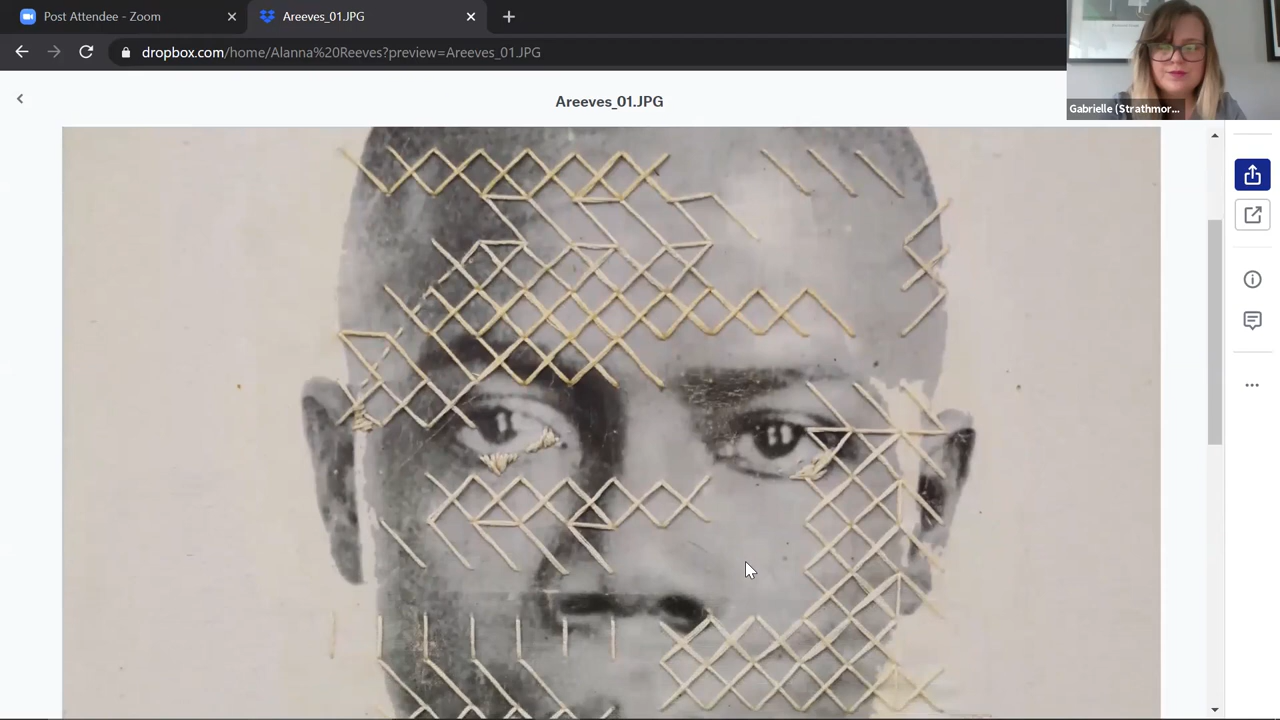 Post Attendee - Zoom
Areeves_01.JPG
dropbox.com/home/Alanna%20Reeves?preview=Areeves_01.JPG
Gabrielle (Strathmor...
Areeves_01.JPG